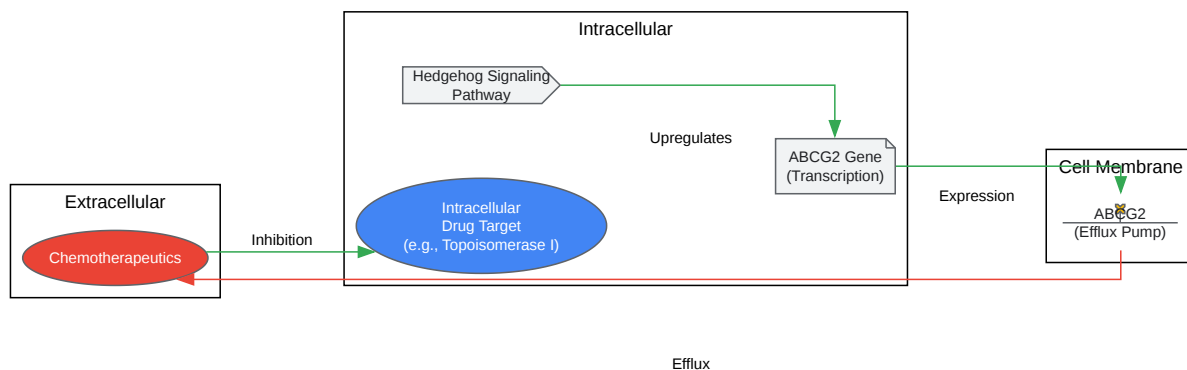 Intracellular
Hedgehog Signaling
Pathway
Upregulates
ABCG2 Gene
(Transcription)
Cell Membrane
Expression
ABCG2
(Efflux Pump)
Extracellular
Chemotherapeutics
Inhibition
Intracellular
Drug Target
(e.g., Topoisomerase I)
Efflux